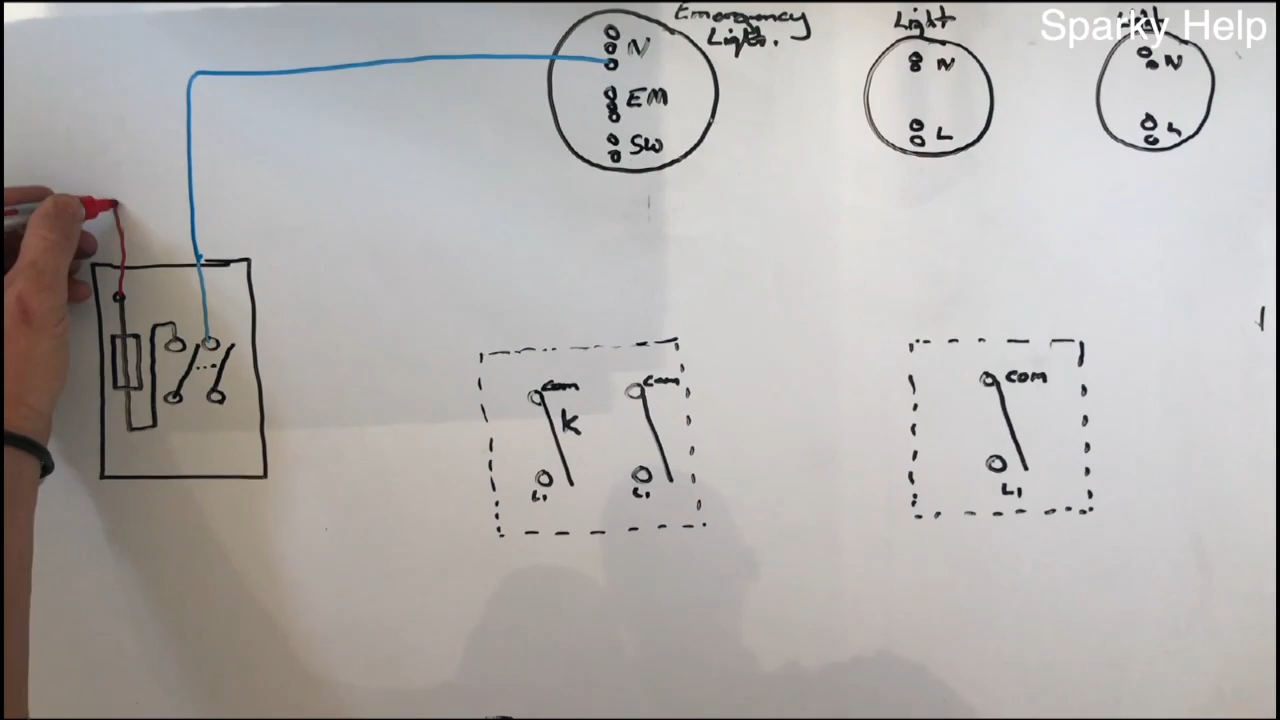 Emergency
Light.
Light
Sparky Help
N
EM
SW
N
L
N
L
com
K
com
L1
L1
com
L1